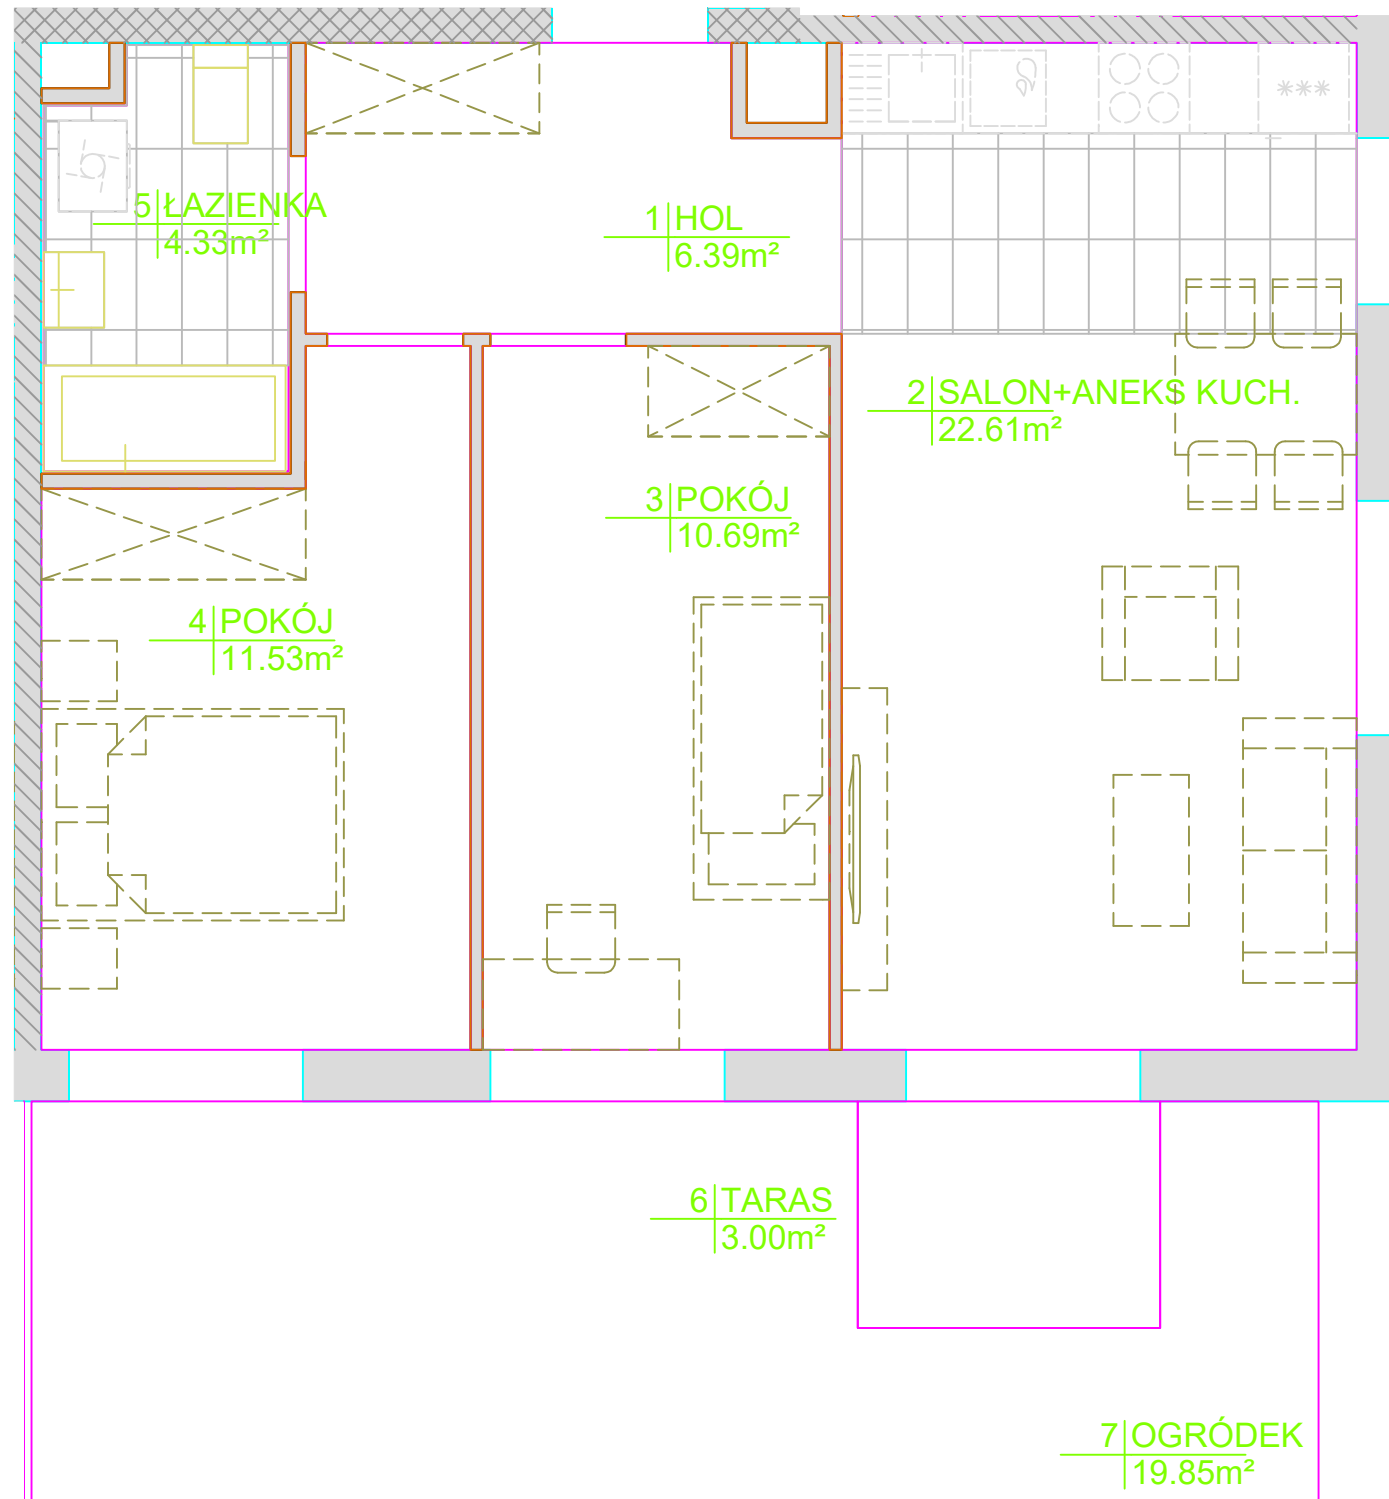 5 ŁAZIENKA
4.33m²
1 HOL
6.39m²
2 SALON+ANEKS KUCH.
22.61m²
3 POKÓJ
10.69m²
4 POKÓJ
11.53m²
6 TARAS
3.00m²
7 OGRÓDEK
19.85m²